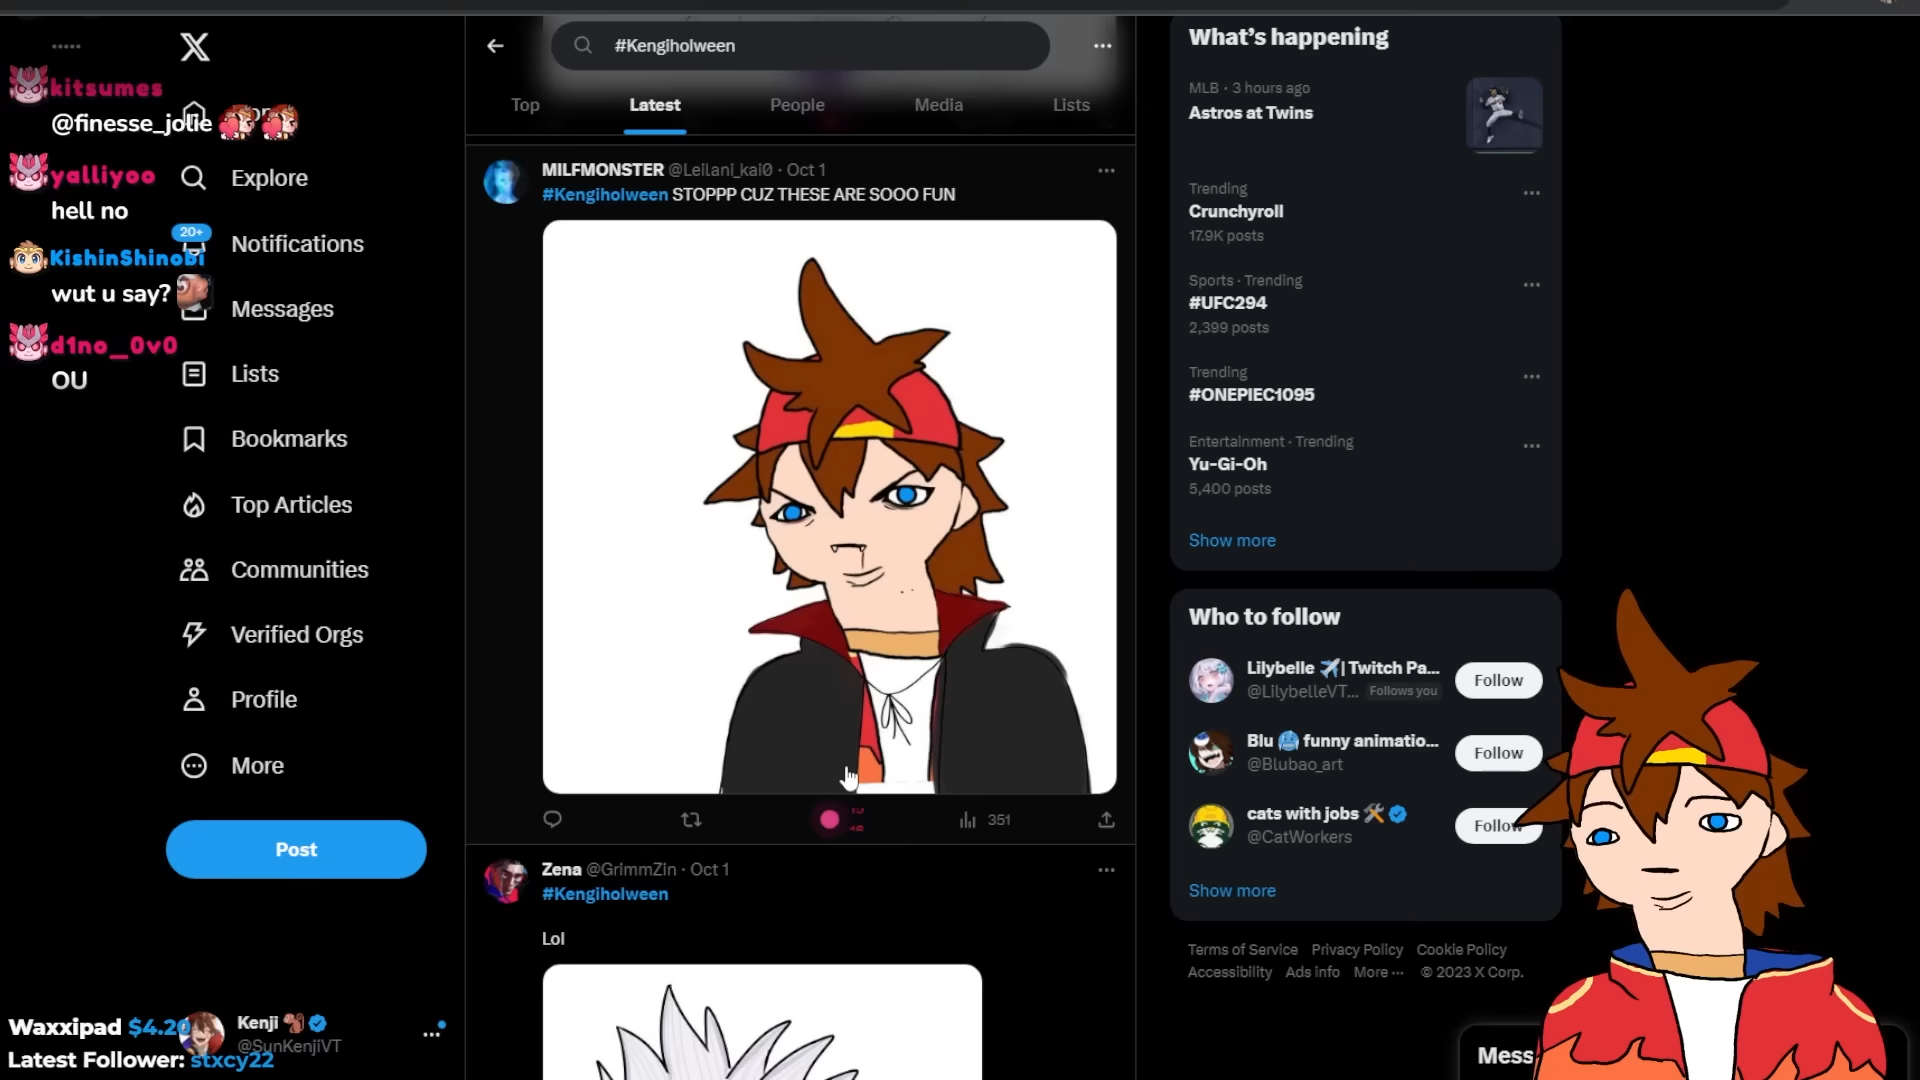 kitsumes
@finesse_jolie
yalliyoo
hell no
KishinShinobi
wut u say?
d1no_0v0
OU
Explore
20+
Notifications
Messages
Lists
Bookmarks
Top Articles
Communities
Verified Orgs
Profile
More
Post
Waxxipad $4.20
Latest Follower: stxcy22
Kenji
@SunKenjiVT
#Kengiholween
Top
Latest
People
Media
Lists
MILFMONSTER @Leilani_kai0 · Oct 1
#Kengiholween STOPPP CUZ THESE ARE SOOO FUN
351
Zena @GrimmZin · Oct 1
#Kengiholween
Lol
What's happening
MLB · 3 hours ago
Astros at Twins
Trending
Crunchyroll
17.9K posts
Sports · Trending
#UFC294
2,399 posts
Trending
#ONEPIEC1095
Entertainment · Trending
Yu-Gi-Oh
5,400 posts
Show more
Who to follow
Lilybelle | Twitch Pa...
@LilybelleVT... Follows you
Follow
Blu funny animatio...
@Blubao_art
Follow
cats with jobs
@CatWorkers
Follow
Show more
Terms of Service Privacy Policy Cookie Policy
Accessibility Ads info More ··· © 2023 X Corp.
Mess